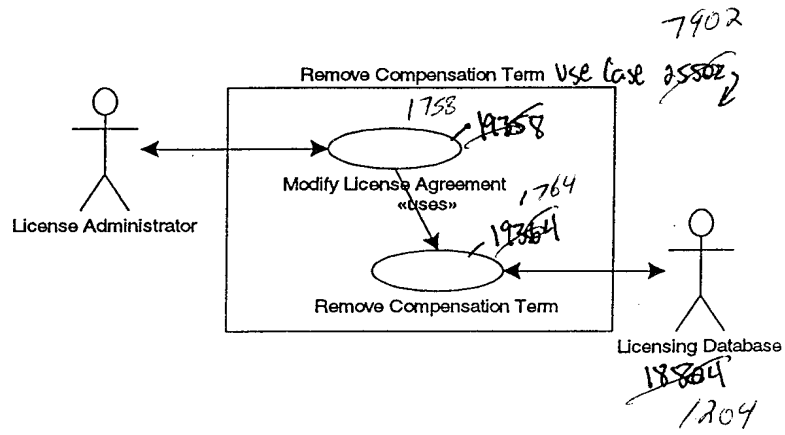 7902
Remove Compensation Term Use Case 25502
1758
19358
Modify License Agreement
«uses»
1764
19364
Remove Compensation Term
License Administrator
Licensing Database
18804
1204